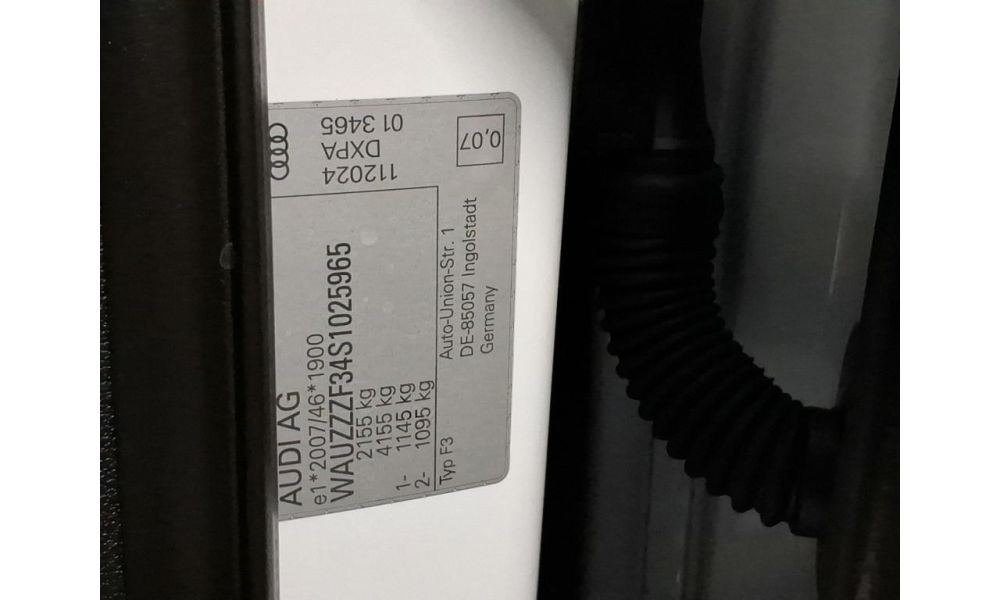 AUDI AG
e1*2007/46*1900
WAUZZZF34S1025965
2155 kg
4155 kg
1- 1145 kg
2- 1095 kg
Typ F3
Auto-Union-Str. 1
DE-85057 Ingolstadt
Germany
112024
DXPA
01 3465
0,07